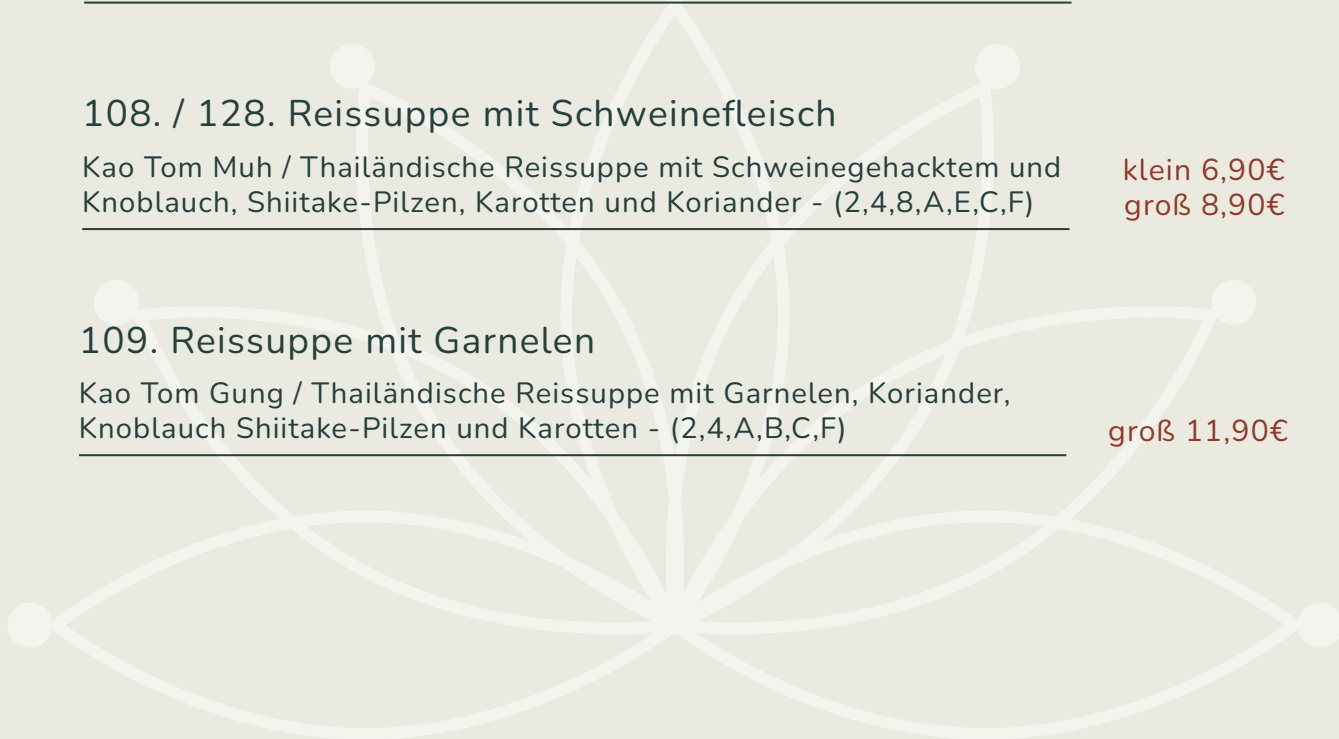 108. / 128. Reissuppe mit Schweinefleisch
Kao Tom Muh / Thailändische Reissuppe mit Schweinegehacktem und
Knoblauch, Shiitake-Pilzen, Karotten und Koriander - (2,4,8,A,E,C,F)
klein 6,90€
groß 8,90€
109. Reissuppe mit Garnelen
Kao Tom Gung / Thailändische Reissuppe mit Garnelen, Koriander,
Knoblauch Shiitake-Pilzen und Karotten - (2,4,A,B,C,F)
groß 11,90€